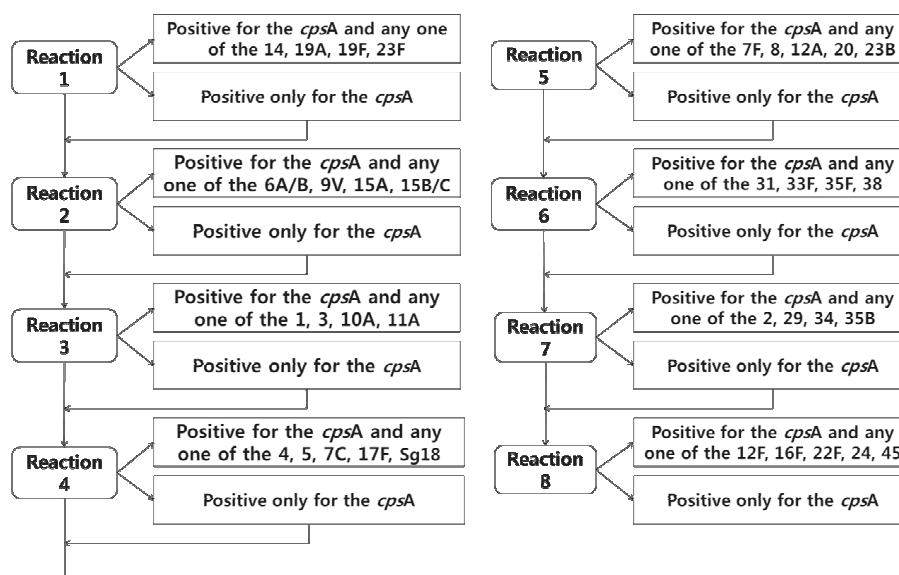 Reaction
1
Positive for the cpsA and any one
of the 14, 19A, 19F, 23F
Positive only for the cpsA
Reaction
2
Positive for the cpsA and any
one of the 6A/B, 9V, 15A, 15B/C
Positive only for the cpsA
Reaction
3
Positive for the cpsA and any
one of the 1, 3, 10A, 11A
Positive only for the cpsA
Reaction
4
Positive for the cpsA and any
one of the 4, 5, 7C, 17F, Sg18
Positive only for the cpsA
Reaction
5
Positive for the cpsA and any
one of the 7F, 8, 12A, 20, 23B
Positive only for the cpsA
Reaction
6
Positive for the cpsA and any
one of the 31, 33F, 35F, 38
Positive only for the cpsA
Reaction
7
Positive for the cpsA and any
one of the 2, 29, 34, 35B
Positive only for the cpsA
Reaction
8
Positive for the cpsA and any
one of the 12F, 16F, 22F, 24, 45
Positive only for the cpsA